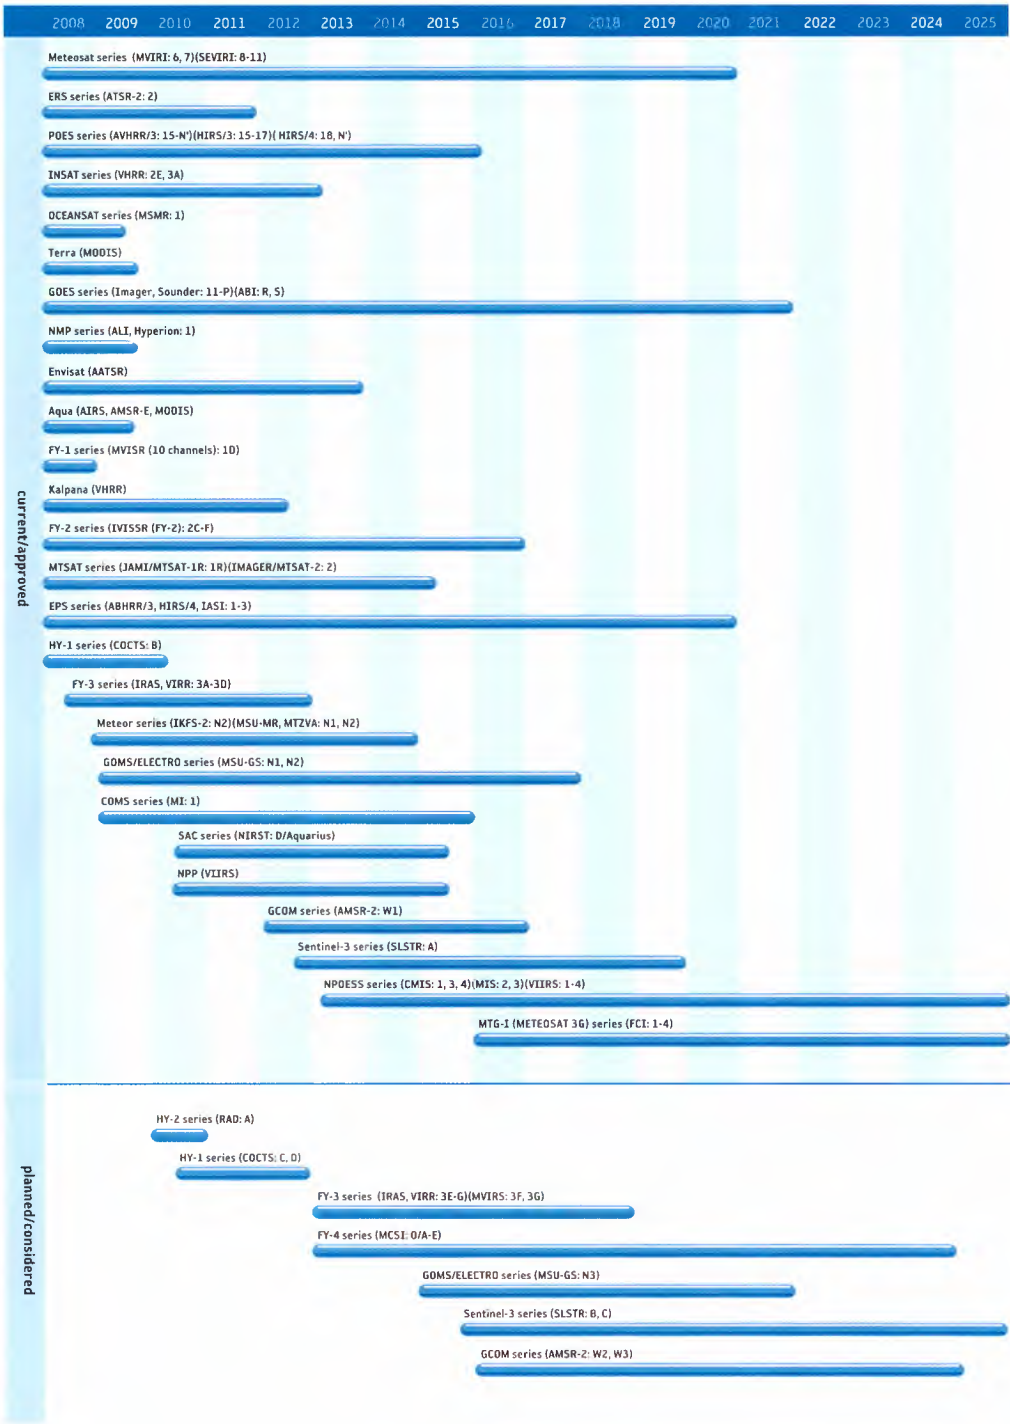 2008 2009 2010 2011 2012 2013 2014 2015 2016 2017 2018 2019 2020 2021 2022 2023 2024 2025
current/approved
Meteosat series (MVIRI: 6, 7)(SEVIRI: 8-11)
ERS series (ATSR-2: 2)
POES series (AVHRR/3: 15-N')(HIRS/3: 15-17)( HIRS/4: 18, N')
INSAT series (VHRR: 2E, 3A)
OCEANSAT series (MSMR: 1)
Terra (MODIS)
GOES series (Imager, Sounder: 11-P)(ABI: R, S)
NMP series (ALI, Hyperion: 1)
Envisat (AATSR)
Aqua (AIRS, AMSR-E, MODIS)
FY-1 series (MVISR (10 channels): 1D)
Kalpana (VHRR)
FY-2 series (IVISSR (FY-2): 2C-F)
MTSAT series (JAMI/MTSAT-1R: 1R)(IMAGER/MTSAT-2: 2)
EPS series (ABHRR/3, HIRS/4, IASI: 1-3)
HY-1 series (COCTS: B)
FY-3 series (IRAS, VIRR: 3A-3D)
Meteor series (IKFS-2: N2)(MSU-MR, MTZVA: N1, N2)
GOMS/ELECTRO series (MSU-GS: N1, N2)
COMS series (MI: 1)
SAC series (NIRST: D/Aquarius)
NPP (VIIRS)
GCOM series (AMSR-2: W1)
Sentinel-3 series (SLSTR: A)
NPOESS series (CMIS: 1, 3, 4)(MIS: 2, 3)(VIIRS: 1-4)
MTG-I (METEOSAT 3G) series (FCI: 1-4)
planned/considered
HY-2 series (RAD: A)
HY-1 series (COCTS: C, D)
FY-3 series (IRAS, VIRR: 3E-G)(MVIRS: 3F, 3G)
FY-4 series (MCSI: O/A-E)
GOMS/ELECTRO series (MSU-GS: N3)
Sentinel-3 series (SLSTR: B, C)
GCOM series (AMSR-2: W2, W3)